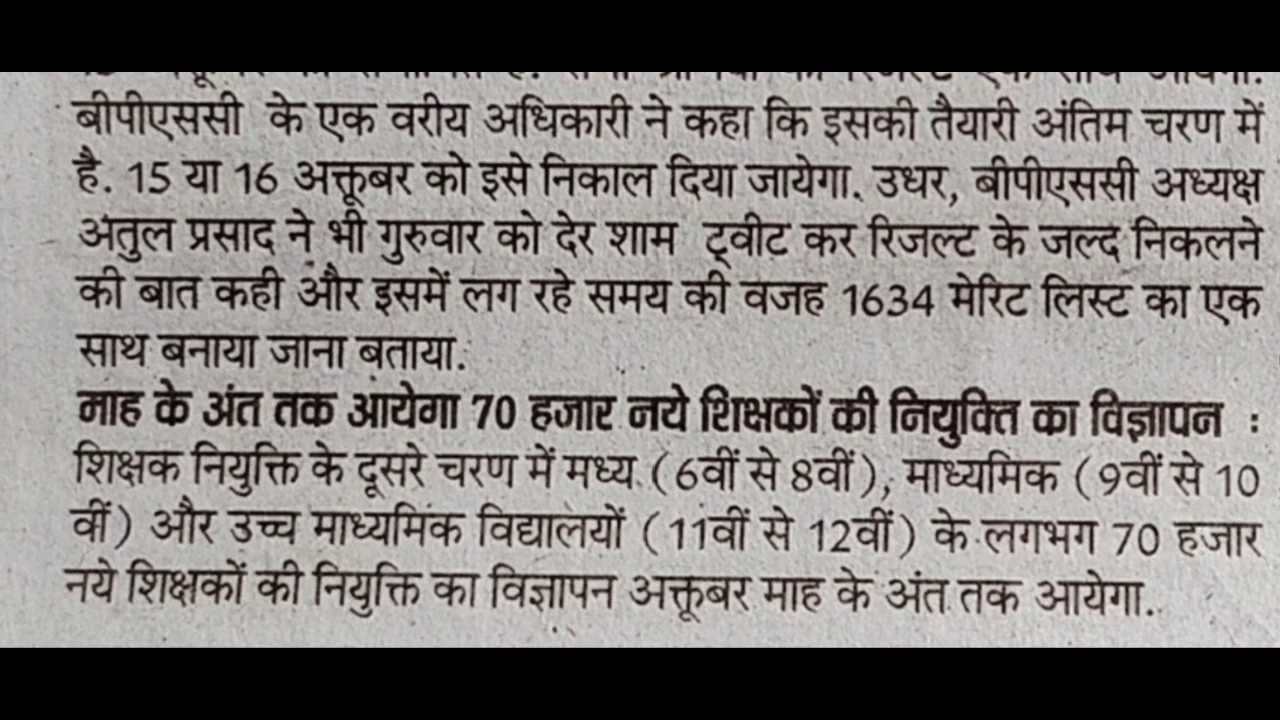 बीपीएससी के एक वरीय अधिकारी ने कहा कि इसकी तैयारी अंतिम चरण में
है. 15 या 16 अक्तूबर को इसे निकाल दिया जायेगा. उधर, बीपीएससी अध्यक्ष
अतुल प्रसाद ने भी गुरुवार को देर शाम ट्वीट कर रिजल्ट के जल्द निकलने
की बात कही और इसमें लग रहे समय की वजह 1634 मेरिट लिस्ट का एक
साथ बनाया जाना बताया.
माह के अंत तक आयेगा 70 हजार नये शिक्षकों की नियुक्ति का विज्ञापन :
शिक्षक नियुक्ति के दूसरे चरण में मध्य (6वीं से 8वीं), माध्यमिक (9वीं से 10
वीं) और उच्च माध्यमिक विद्यालयों (11वीं से 12वीं) के लगभग 70 हजार
नये शिक्षकों की नियुक्ति का विज्ञापन अक्तूबर माह के अंत तक आयेगा.